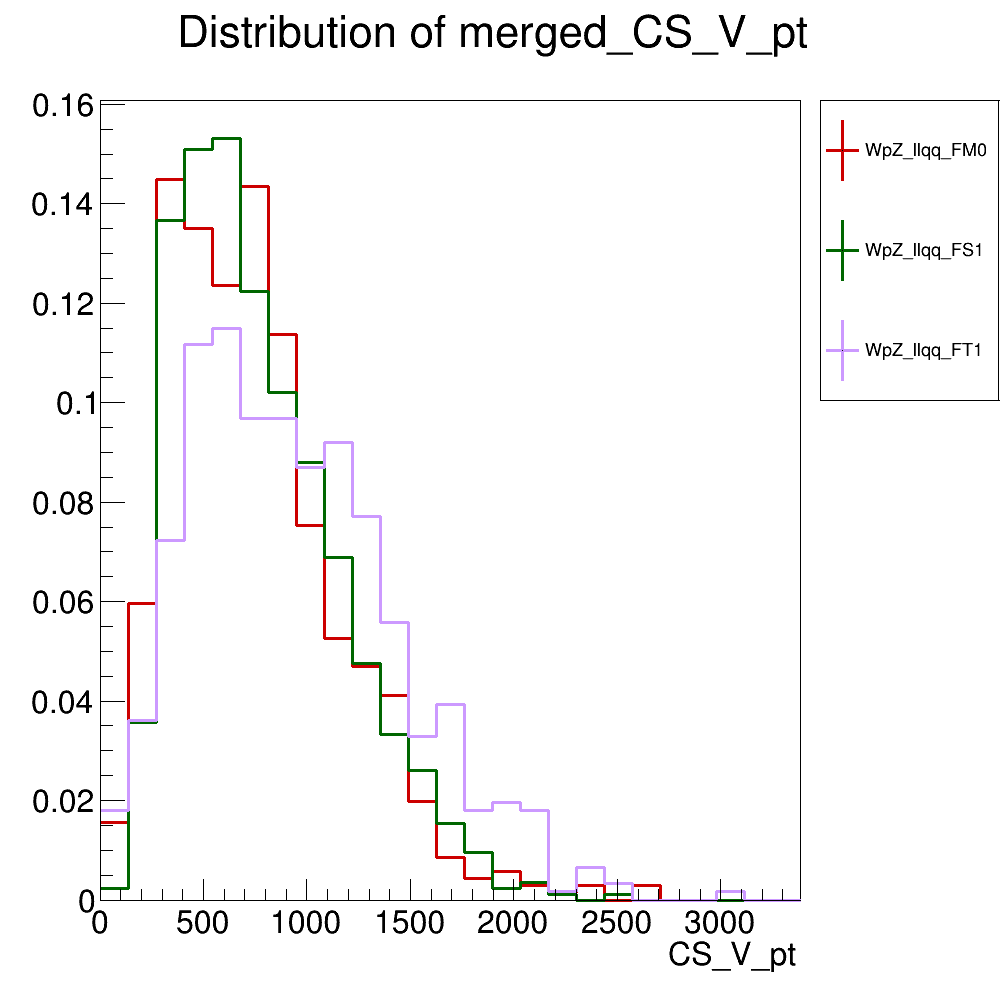 Distribution of merged_CS_V_pt
0.16
0.14
0.12
0.1
0.08
0.06
0.04
0.02
0
0 500 1000 1500 2000 2500 3000
CS_V_pt
WpZ_llqq_FM0
WpZ_llqq_FS1
WpZ_llqq_FT1